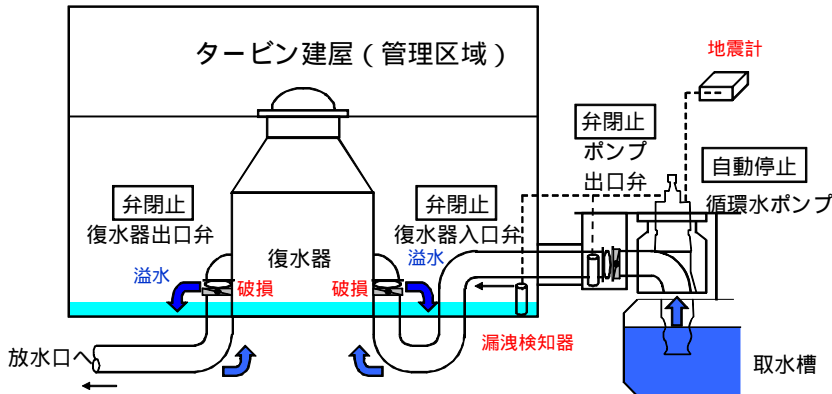 タービン建屋(管理区域)
地震計
弁閉止
ポンプ
出口弁
自動停止
循環水ポンプ
弁閉止
復水器出口弁
弁閉止
復水器入口弁
溢水
破損
復水器
破損
溢水
漏洩検知器
放水口へ
取水槽